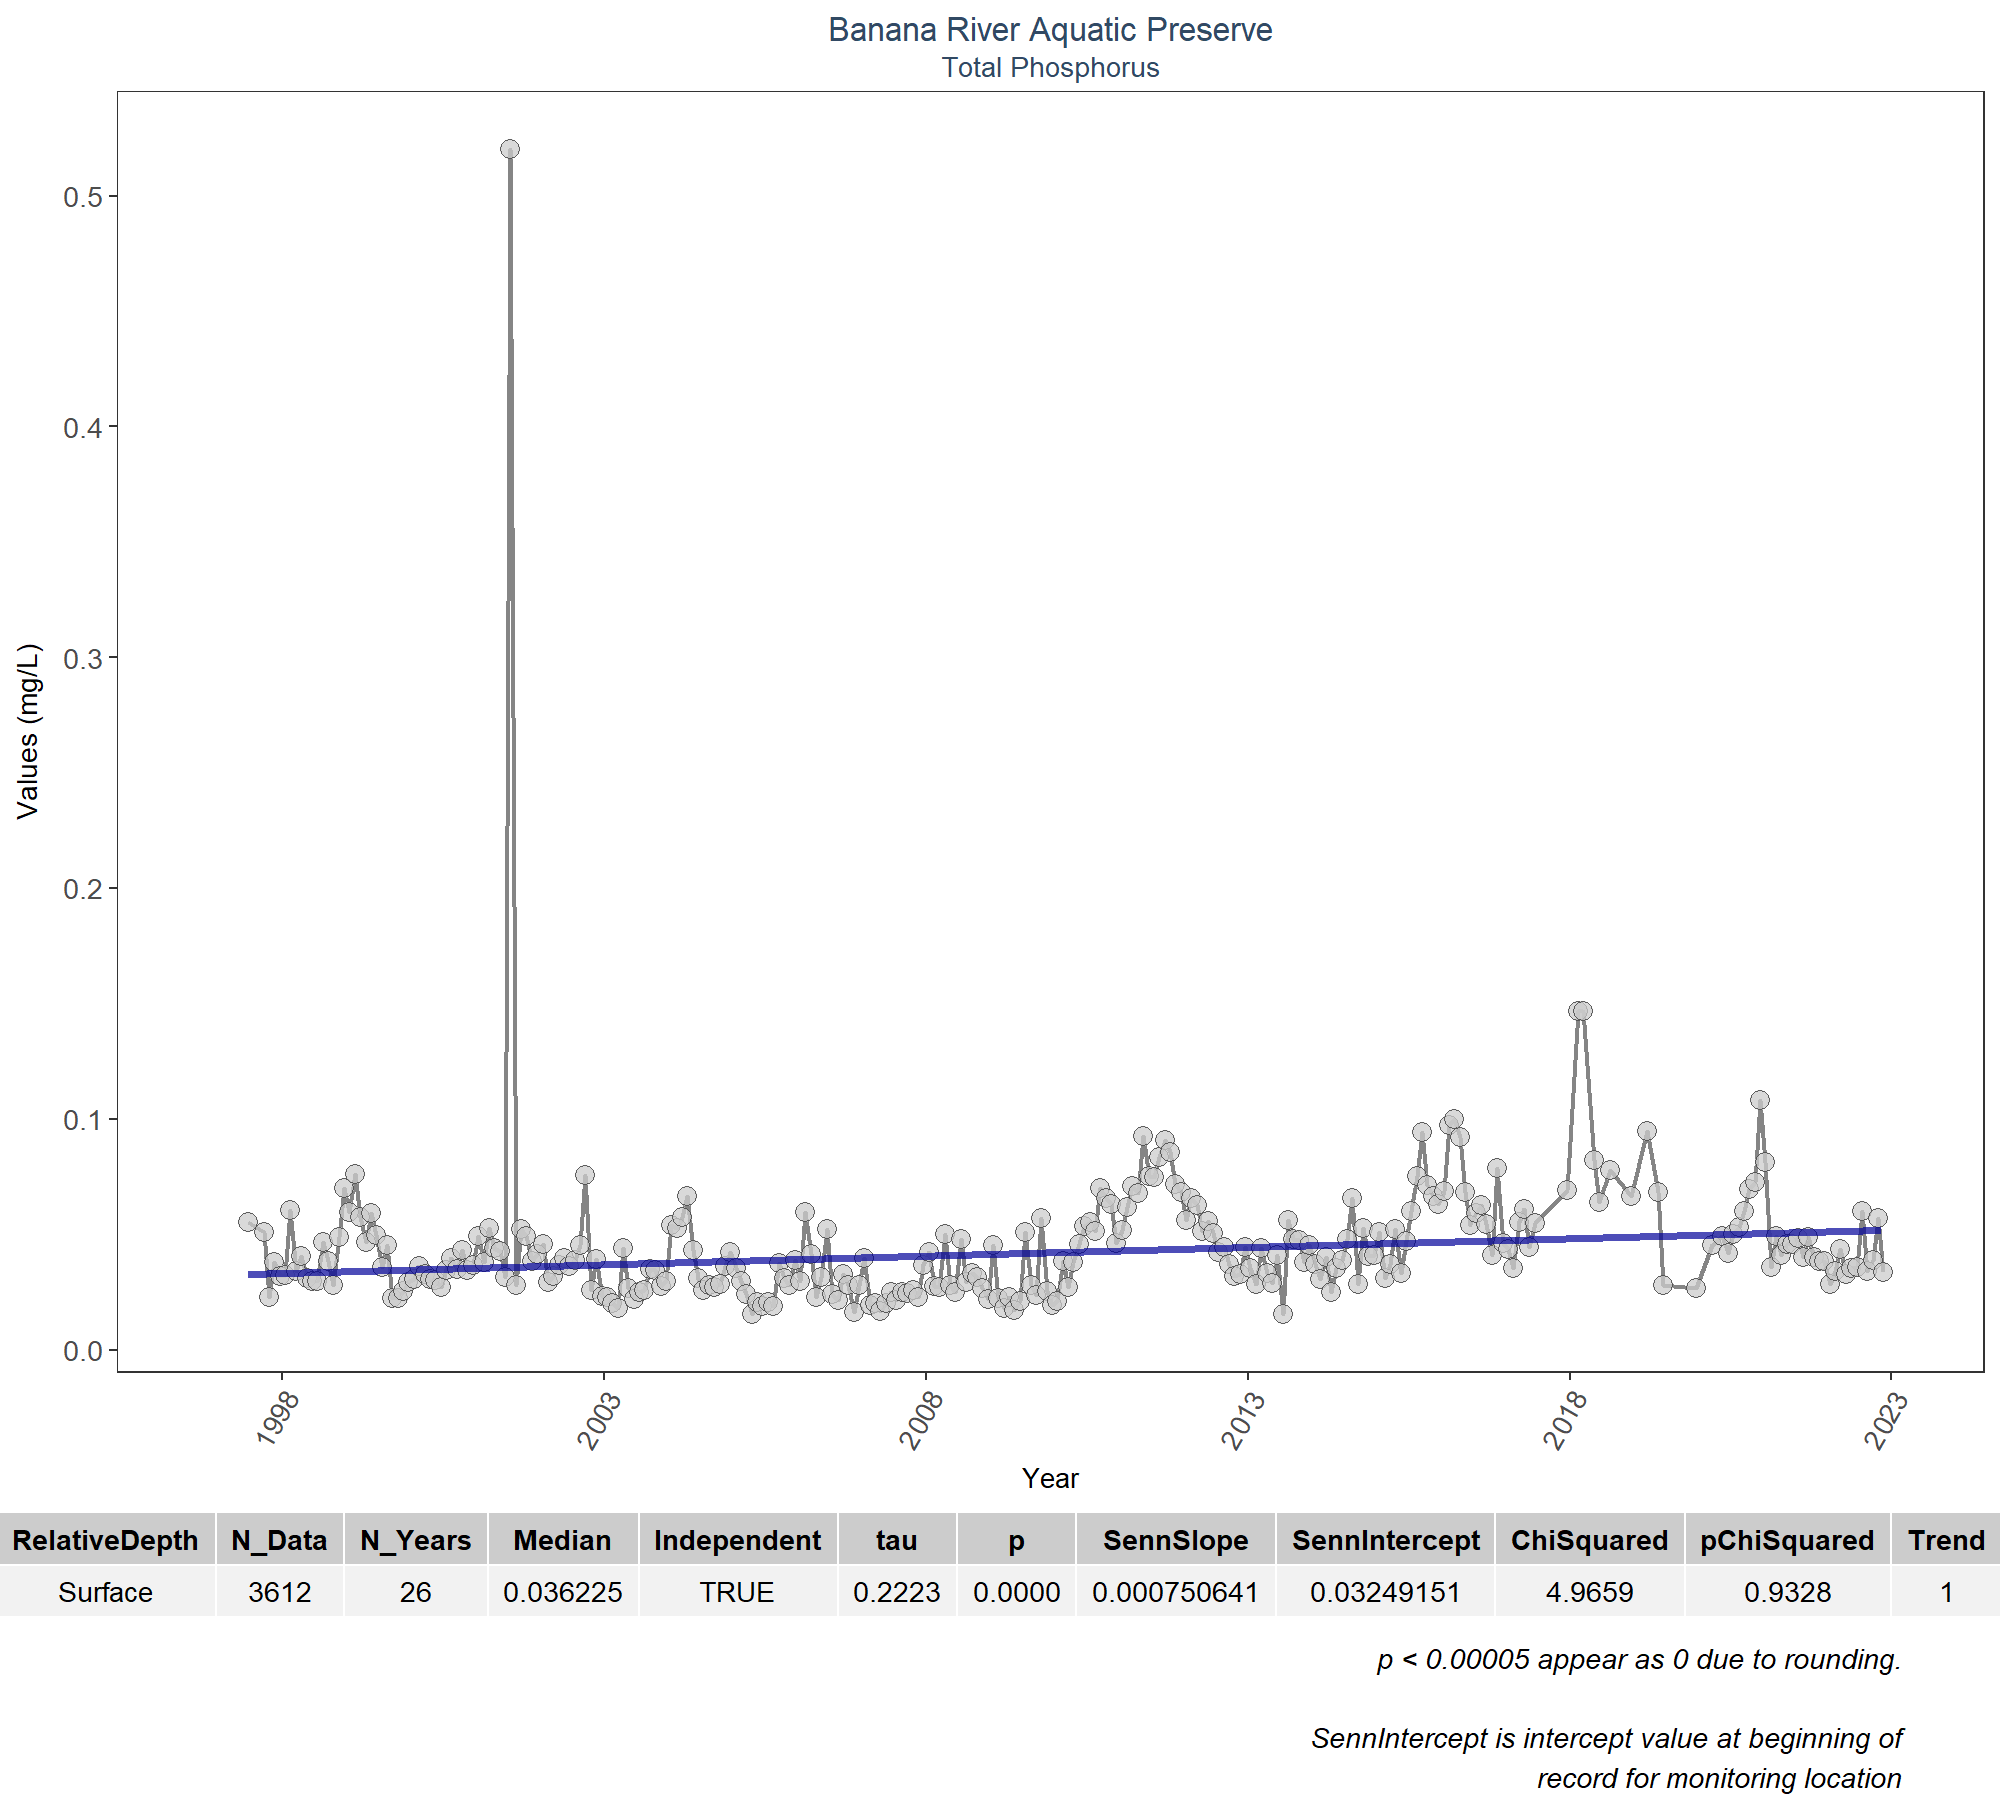 Banana River Aquatic Preserve
Total Phosphorus
Values (mg/L)
0.5
0.4
0.3
0.2
0.1
0.0
1998 2003 2008 2013 2018 2023
Year
RelativeDepth N_Data N_Years Median Independent tau p SennSlope SennIntercept ChiSquared pChiSquared Trend
Surface 3612 26 0.036225 TRUE 0.2223 0.0000 0.000750641 0.03249151 4.9659 0.9328 1
p < 0.00005 appear as 0 due to rounding.
SennIntercept is intercept value at beginning of
record for monitoring location